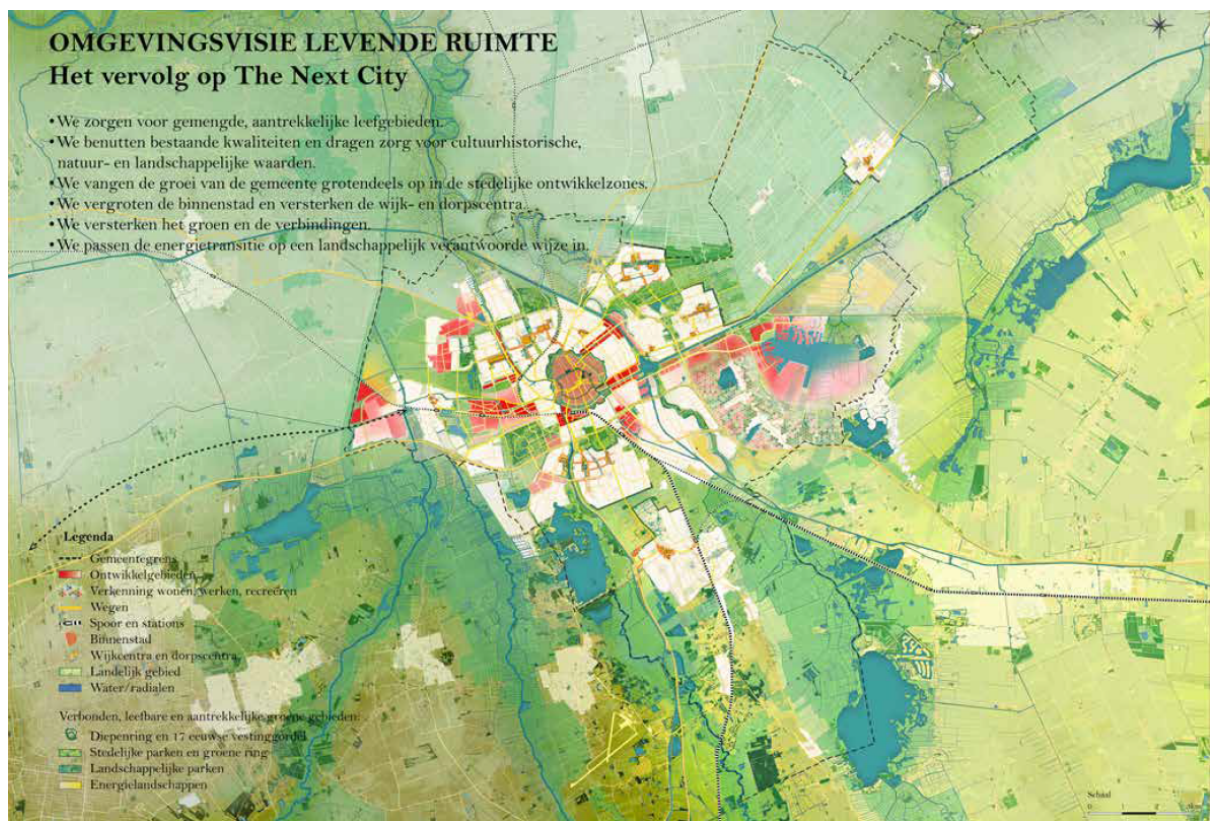 OMGEVINGSVISIE LEVENDE RUIMTE
Het vervolg op The Next City
• We zorgen voor gemengde, aantrekkelijke leefgebieden.
• We benutten bestaande kwaliteiten en dragen zorg voor cultuurhistorische,
natuur- en landschappelijke waarden.
• We vangen de groei van de gemeente grotendeels op in de stedelijke ontwikkelzones.
• We vergroten de binnenstad en versterken de wijk- en dorpscentra.
• We versterken het groen en de verbindingen.
• We passen de energietransitie op een landschappelijk verantwoorde wijze in.
Legenda
Gemeentegrens
Ontwikkelgebieden
Verkenning wonen, werken, recreëren
Wegen
Spoor en stations
Binnenstad
Wijkcentra en dorpscentra
Landelijk gebied
Water/radialen
Verbonden, leefbare en aantrekkelijke groene gebieden:
Diepenring en 17 eeuwse vestinggordel
Stedelijke parken en groene ring
Landschappelijke parken
Energielandschappen
Schaal
0 1 2